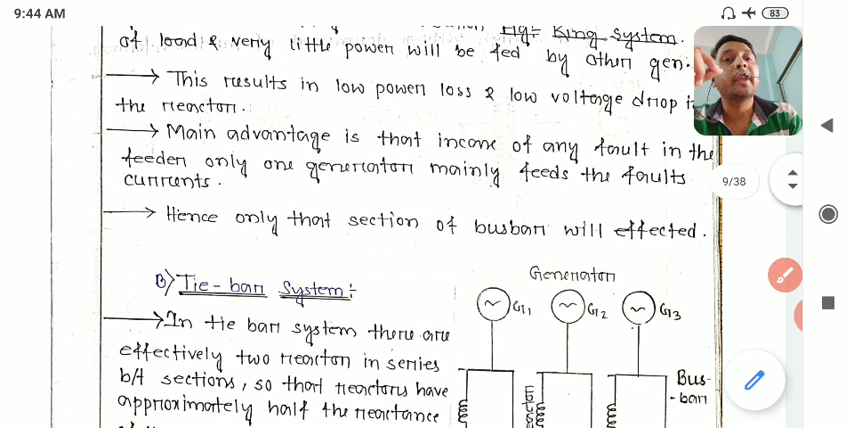 9:44 AM
83
Fig:- Ring System.
of load & very little power will be fed by other gen.
→ This results in low power loss & low voltage drop in
the reactor.
→ Main advantage is that incase of any fault in the
feeder only one generator mainly feeds the faults
currents.
9/38
→ Hence only that section of busbar will effected.
B) Tie-bar System:-
Generator
G1
G2
G3
→ In tie bar system there are
effectively two reactor in series
b/t sections, so that reactors have
approximately half the reactance
Reactor
Bus-
-bar